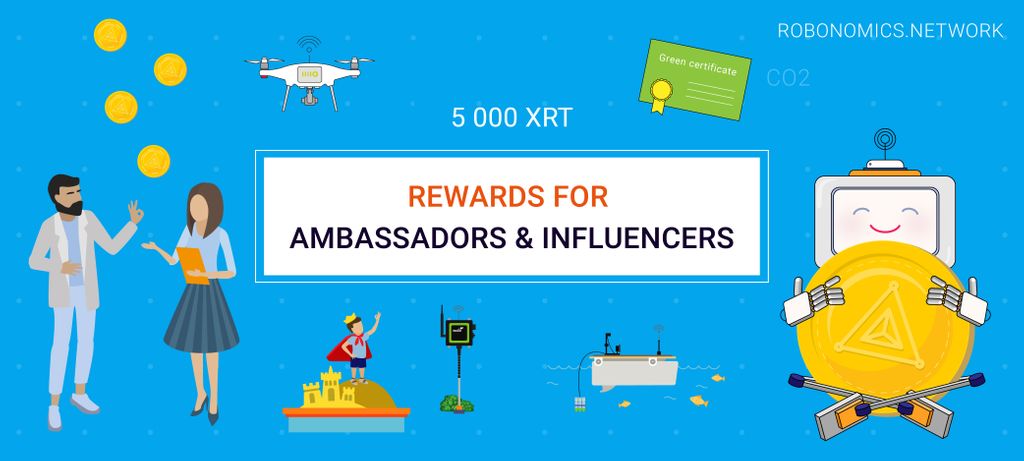 ROBONOMICS.NETWORK
Green certificate
CO2
5 000 XRT
REWARDS FOR
AMBASSADORS & INFLUENCERS